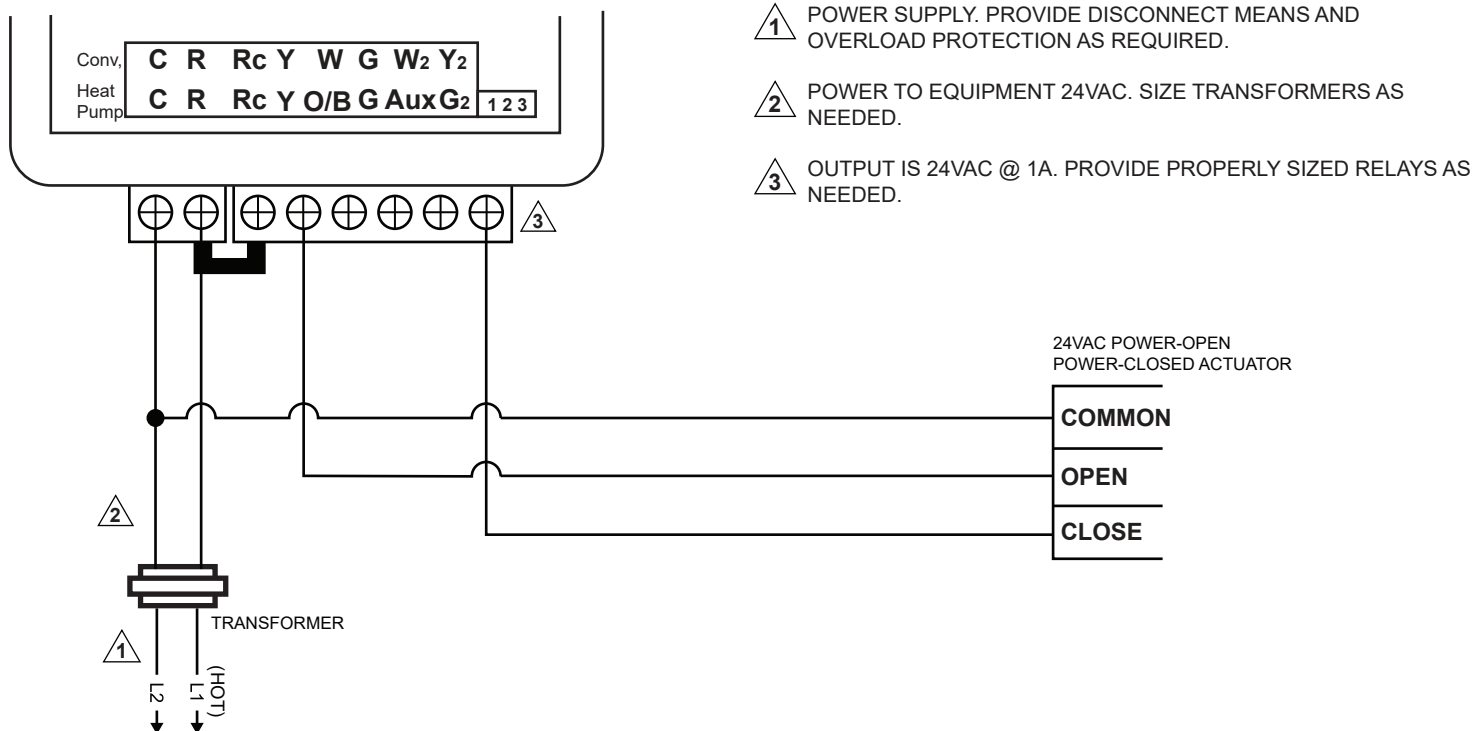 Conv, C R Rc Y W G W2 Y2
Heat
Pump C R Rc Y O/B G Aux G2 1 2 3
1 POWER SUPPLY. PROVIDE DISCONNECT MEANS AND
OVERLOAD PROTECTION AS REQUIRED.
2 POWER TO EQUIPMENT 24VAC. SIZE TRANSFORMERS AS
NEEDED.
3 OUTPUT IS 24VAC @ 1A. PROVIDE PROPERLY SIZED RELAYS AS
NEEDED.
3
24VAC POWER-OPEN
POWER-CLOSED ACTUATOR
COMMON
OPEN
CLOSE
2
TRANSFORMER
1
L2
L1
(HOT)